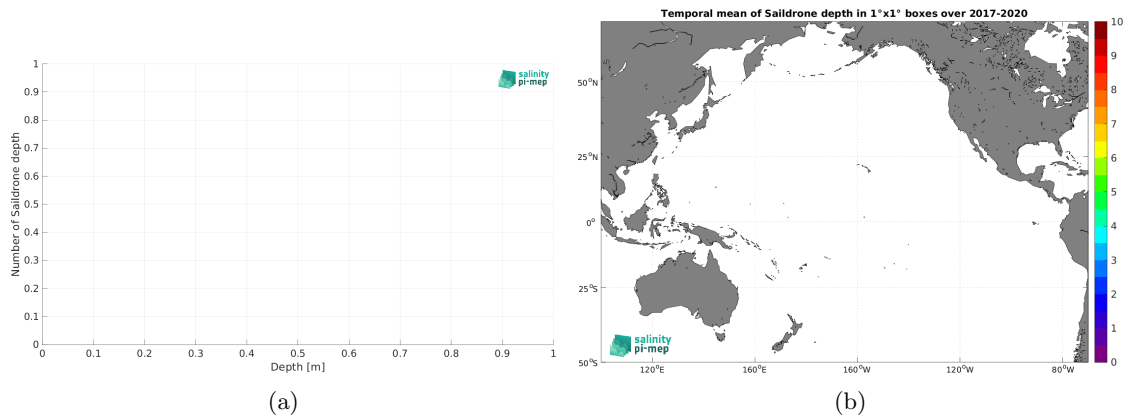 1
0.9
0.8
0.7
0.6
0.5
0.4
0.3
0.2
0.1
0
Number of Saildrone depth
0 0.1 0.2 0.3 0.4 0.5 0.6 0.7 0.8 0.9 1
Depth [m]
salinity
pi-mep
(a)
Temporal mean of Saildrone depth in 1°x1° boxes over 2017-2020
50°N
25°N
0°
25°S
50°S
120°E 160°E 160°W 120°W 80°W
salinity
pi-mep
10
9
8
7
6
5
4
3
2
1
0
(b)